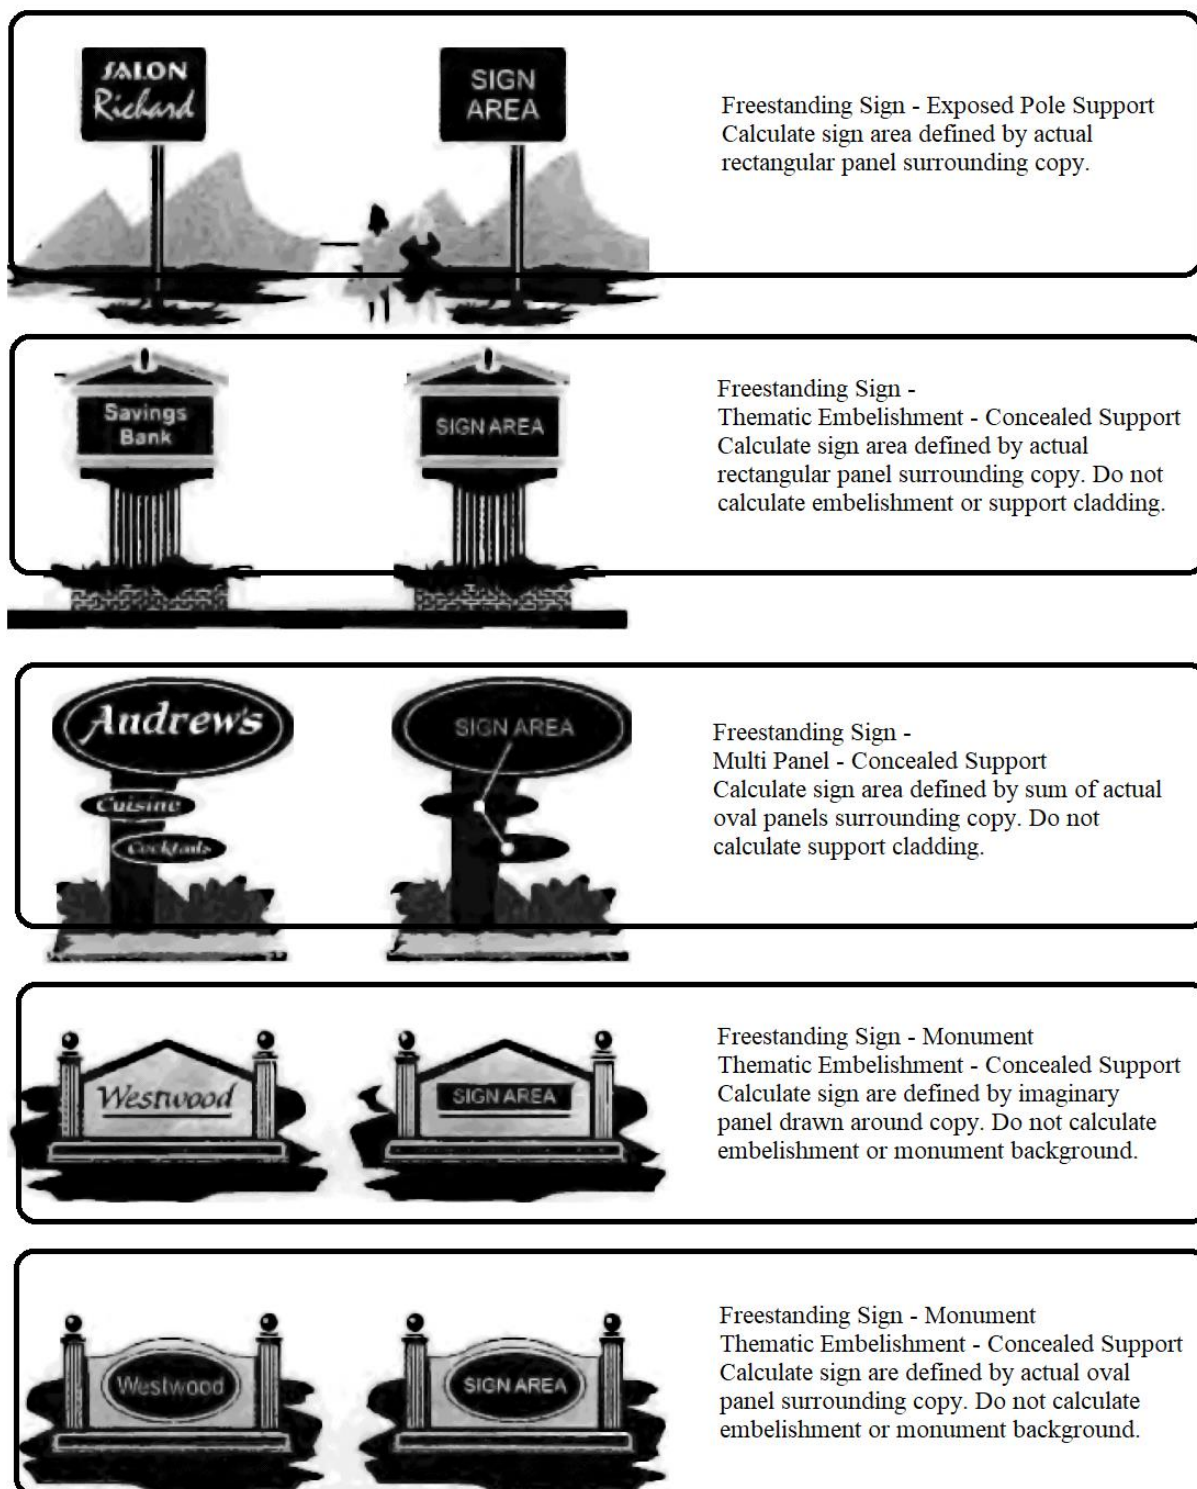 SALON
Richard
SIGN
AREA
Freestanding Sign - Exposed Pole Support
Calculate sign area defined by actual
rectangular panel surrounding copy.
Savings
Bank
SIGN AREA
Freestanding Sign -
Thematic Embelishment - Concealed Support
Calculate sign area defined by actual
rectangular panel surrounding copy. Do not
calculate embelishment or support cladding.
Andrew's
Cuisine
Cocktails
SIGN AREA
Freestanding Sign -
Multi Panel - Concealed Support
Calculate sign area defined by sum of actual
oval panels surrounding copy. Do not
calculate support cladding.
Westwood
SIGN AREA
Freestanding Sign - Monument
Thematic Embelishment - Concealed Support
Calculate sign are defined by imaginary
panel drawn around copy. Do not calculate
embelishment or monument background.
Westwood
SIGN AREA
Freestanding Sign - Monument
Thematic Embelishment - Concealed Support
Calculate sign are defined by actual oval
panel surrounding copy. Do not calculate
embelishment or monument background.